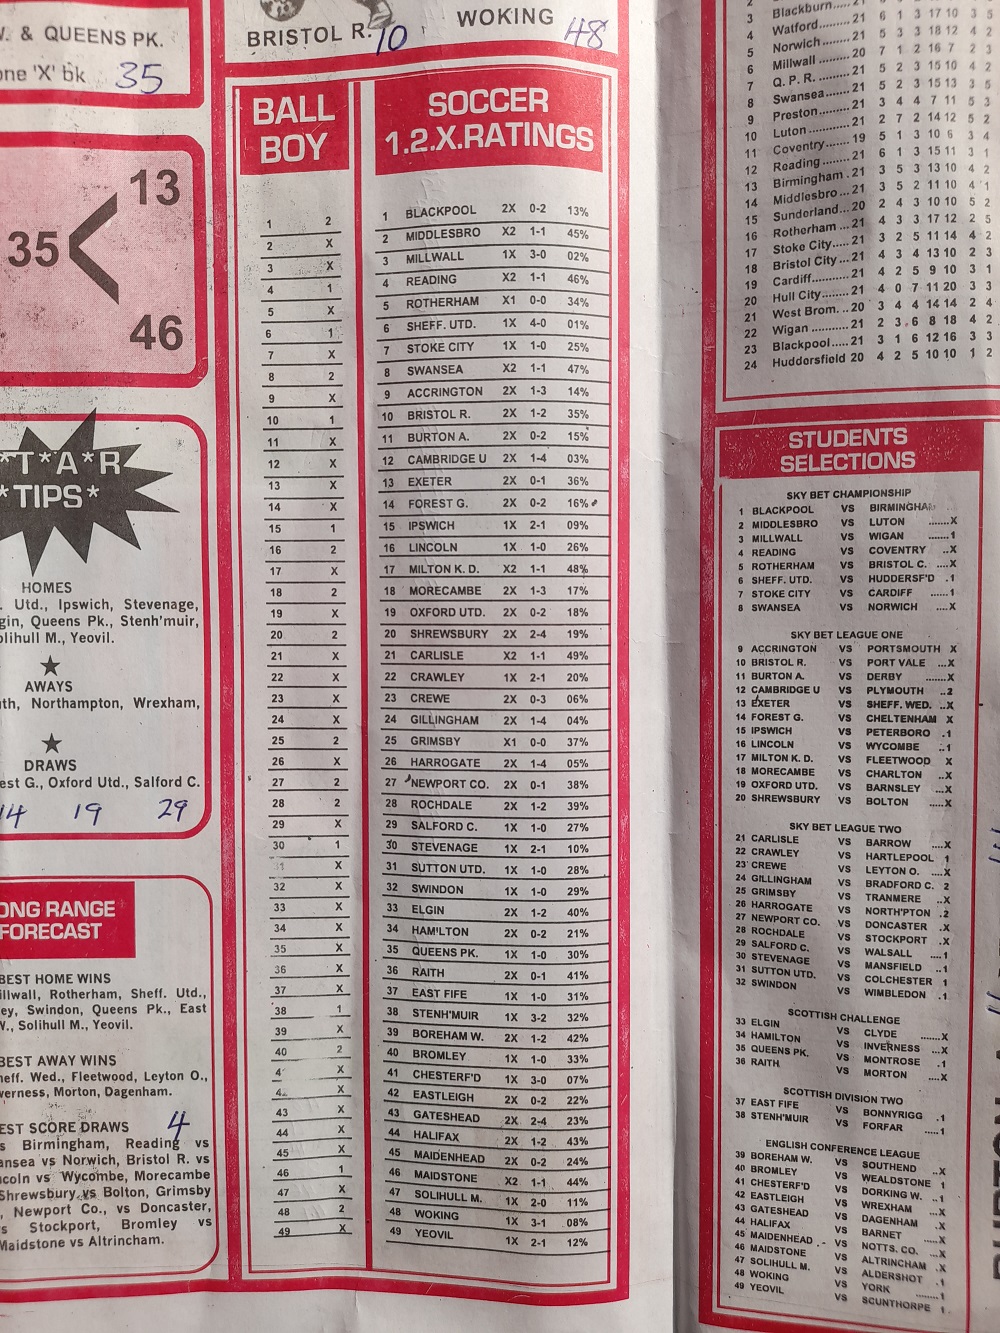 V. & QUEENS PK.
one 'X' bk 35
13
35
46
*T*A*R
*TIPS*
HOMES
. Utd., Ipswich, Stevenage,
gin, Queens Pk., Stenh'muir,
olihull M., Yeovil.
AWAYS
uth, Northampton, Wrexham,
DRAWS
est G., Oxford Utd., Salford C.
14 19 29
ONG RANGE
FORECAST
BEST HOME WINS
illwall, Rotherham, Sheff. Utd.,
ey, Swindon, Queens Pk., East
V., Solihull M., Yeovil.
BEST AWAY WINS
heff. Wed., Fleetwood, Leyton O.,
verness, Morton, Dagenham.
EST SCORE DRAWS 4
s Birmingham, Reading vs
ansea vs Norwich, Bristol R. vs
ncoln vs Wycombe, Morecambe
Shrewsbury vs Bolton, Grimsby
, Newport Co., vs Doncaster,
s Stockport, Bromley vs
Maidstone vs Altrincham.
BRISTOL R. 10 WOKING 48
BALL
BOY
1 2
2 X
3 X
4 1
5 X
6 1
7 X
8 2
9 X
10 1
11 X
12 X
13 X
14 X
15 1
16 2
17 X
18 2
19 X
20 2
21 X
22 X
23 X
24 X
25 2
26 X
27 2
28 2
29 X
30 1
31 X
32 X
33 X
34 X
35 X
36 X
37 X
38 1
39 X
40 2
4 X
4 X
43 X
44 X
45 X
46 1
47 X
48 2
49 X
SOCCER
1.2.X.RATINGS
1 BLACKPOOL 2X 0-2 13%
2 MIDDLESBRO X2 1-1 45%
3 MILLWALL 1X 3-0 02%
4 READING X2 1-1 46%
5 ROTHERHAM X1 0-0 34%
6 SHEFF. UTD. 1X 4-0 01%
7 STOKE CITY 1X 1-0 25%
8 SWANSEA X2 1-1 47%
9 ACCRINGTON 2X 1-3 14%
10 BRISTOL R. 2X 1-2 35%
11 BURTON A. 2X 0-2 15%
12 CAMBRIDGE U 2X 1-4 03%
13 EXETER 2X 0-1 36%
14 FOREST G. 2X 0-2 16%
15 IPSWICH 1X 2-1 09%
16 LINCOLN 1X 1-0 26%
17 MILTON K. D. X2 1-1 48%
18 MORECAMBE 2X 1-3 17%
19 OXFORD UTD. 2X 0-2 18%
20 SHREWSBURY 2X 2-4 19%
21 CARLISLE X2 1-1 49%
22 CRAWLEY 1X 2-1 20%
23 CREWE 2X 0-3 06%
24 GILLINGHAM 2X 1-4 04%
25 GRIMSBY X1 0-0 37%
26 HARROGATE 2X 1-4 05%
27 NEWPORT CO. 2X 0-1 38%
28 ROCHDALE 2X 1-2 39%
29 SALFORD C. 1X 1-0 27%
30 STEVENAGE 1X 2-1 10%
31 SUTTON UTD. 1X 1-0 28%
32 SWINDON 1X 1-0 29%
33 ELGIN 2X 1-2 40%
34 HAM'LTON 2X 0-2 21%
35 QUEENS PK. 1X 1-0 30%
36 RAITH 2X 0-1 41%
37 EAST FIFE 1X 1-0 31%
38 STENH'MUIR 1X 3-2 32%
39 BOREHAM W. 2X 1-2 42%
40 BROMLEY 1X 1-0 33%
41 CHESTERF'D 1X 3-0 07%
42 EASTLEIGH 2X 0-2 22%
43 GATESHEAD 2X 2-4 23%
44 HALIFAX 2X 1-2 43%
45 MAIDENHEAD 2X 0-2 24%
46 MAIDSTONE X2 1-1 44%
47 SOLIHULL M. 1X 2-0 11%
48 WOKING 1X 3-1 08%
49 YEOVIL 1X 2-1 12%
3 Blackburn 21 6 1 3 17 10 3 5
4 Watford 21 5 3 3 18 12 4 2
5 Norwich 21 7 1 2 16 7 2 3
6 Millwall 20 5 2 3 15 10 4 2
7 Q. P. R. 21 5 2 3 15 13 3 5
8 Swansea 21 3 4 4 7 11 5 3
9 Preston 21 2 7 2 14 12 5 2
10 Luton 21 5 1 3 10 6 3 4
11 Coventry 19 6 1 3 15 11 3 1
12 Reading 21 3 5 3 13 10 4 2
13 Birmingham 21 3 5 2 11 10 4 1
14 Middlesbro 21 2 4 3 10 10 5 2
15 Sunderland 20 4 3 3 17 12 2 5
16 Rotherham 21 3 2 5 11 14 4 2
17 Stoke City 21 4 3 4 13 10 2 3
18 Bristol City 21 4 2 5 9 10 3 1
19 Cardiff 21 4 0 7 11 20 3 3
20 Hull City 21 3 4 4 14 14 2 4
21 West Brom. 20 2 3 6 8 18 4 2
22 Wigan 21 3 1 6 12 16 3 3
23 Blackpool 21 4 2 5 10 10 1 2
24 Huddersfield 20
STUDENTS
SELECTIONS
SKY BET CHAMPIONSHIP
1 BLACKPOOL VS BIRMINGHAM
2 MIDDLESBRO VS LUTON .......X
3 MILLWALL VS WIGAN .......1
4 READING VS COVENTRY ..X
5 ROTHERHAM VS BRISTOL C. ....X
6 SHEFF. UTD. VS HUDDERSF'D .1
7 STOKE CITY VS CARDIFF ......1
8 SWANSEA VS NORWICH ....X
SKY BET LEAGUE ONE
9 ACCRINGTON VS PORTSMOUTH X
10 BRISTOL R. VS PORT VALE ...X
11 BURTON A. VS DERBY ........X
12 CAMBRIDGE U VS PLYMOUTH ..2
13 EXETER VS SHEFF. WED. ..X
14 FOREST G. VS CHELTENHAM X
15 IPSWICH VS PETERBORO .1
16 LINCOLN VS WYCOMBE ..1
17 MILTON K. D. VS FLEETWOOD X
18 MORECAMBE VS CHARLTON ..X
19 OXFORD UTD. VS BARNSLEY ...X
20 SHREWSBURY VS BOLTON .....X
SKY BET LEAGUE TWO
21 CARLISLE VS BARROW ....X
22 CRAWLEY VS HARTLEPOOL 1
23 CREWE VS LEYTON O. ....X
24 GILLINGHAM VS BRADFORD C. 2
25 GRIMSBY VS TRANMERE ..X
26 HARROGATE VS NORTH'PTON .2
27 NEWPORT CO. VS DONCASTER .X
28 ROCHDALE VS STOCKPORT .X
29 SALFORD C. VS WALSALL ....1
30 STEVENAGE VS MANSFIELD ..1
31 SUTTON UTD. VS COLCHESTER 1
32 SWINDON VS WIMBLEDON .1
SCOTTISH CHALLENGE
33 ELGIN VS CLYDE ........X
34 HAMILTON VS INVERNESS ...X
35 QUEENS PK. VS MONTROSE .1
36 RAITH VS MORTON ....X
SCOTTISH DIVISION TWO
37 EAST FIFE VS BONNYRIGG .1
38 STENH'MUIR VS FORFAR .....1
ENGLISH CONFERENCE LEAGUE
39 BOREHAM W. VS SOUTHEND ..X
40 BROMLEY VS WEALDSTONE 1
41 CHESTERF'D VS DORKING W. ..1
42 EASTLEIGH VS WREXHAM ...X
43 GATESHEAD VS DAGENHAM .X
44 HALIFAX VS BARNET ....X
45 MAIDENHEAD VS NOTTS. CO. ...X
46 MAIDSTONE VS ALTRINCHAM .X
47 SOLIHULL M. VS ALDERSHOT .1
48 WOKING VS YORK ........1
49 YEOVIL VS SCUNTHORPE 1